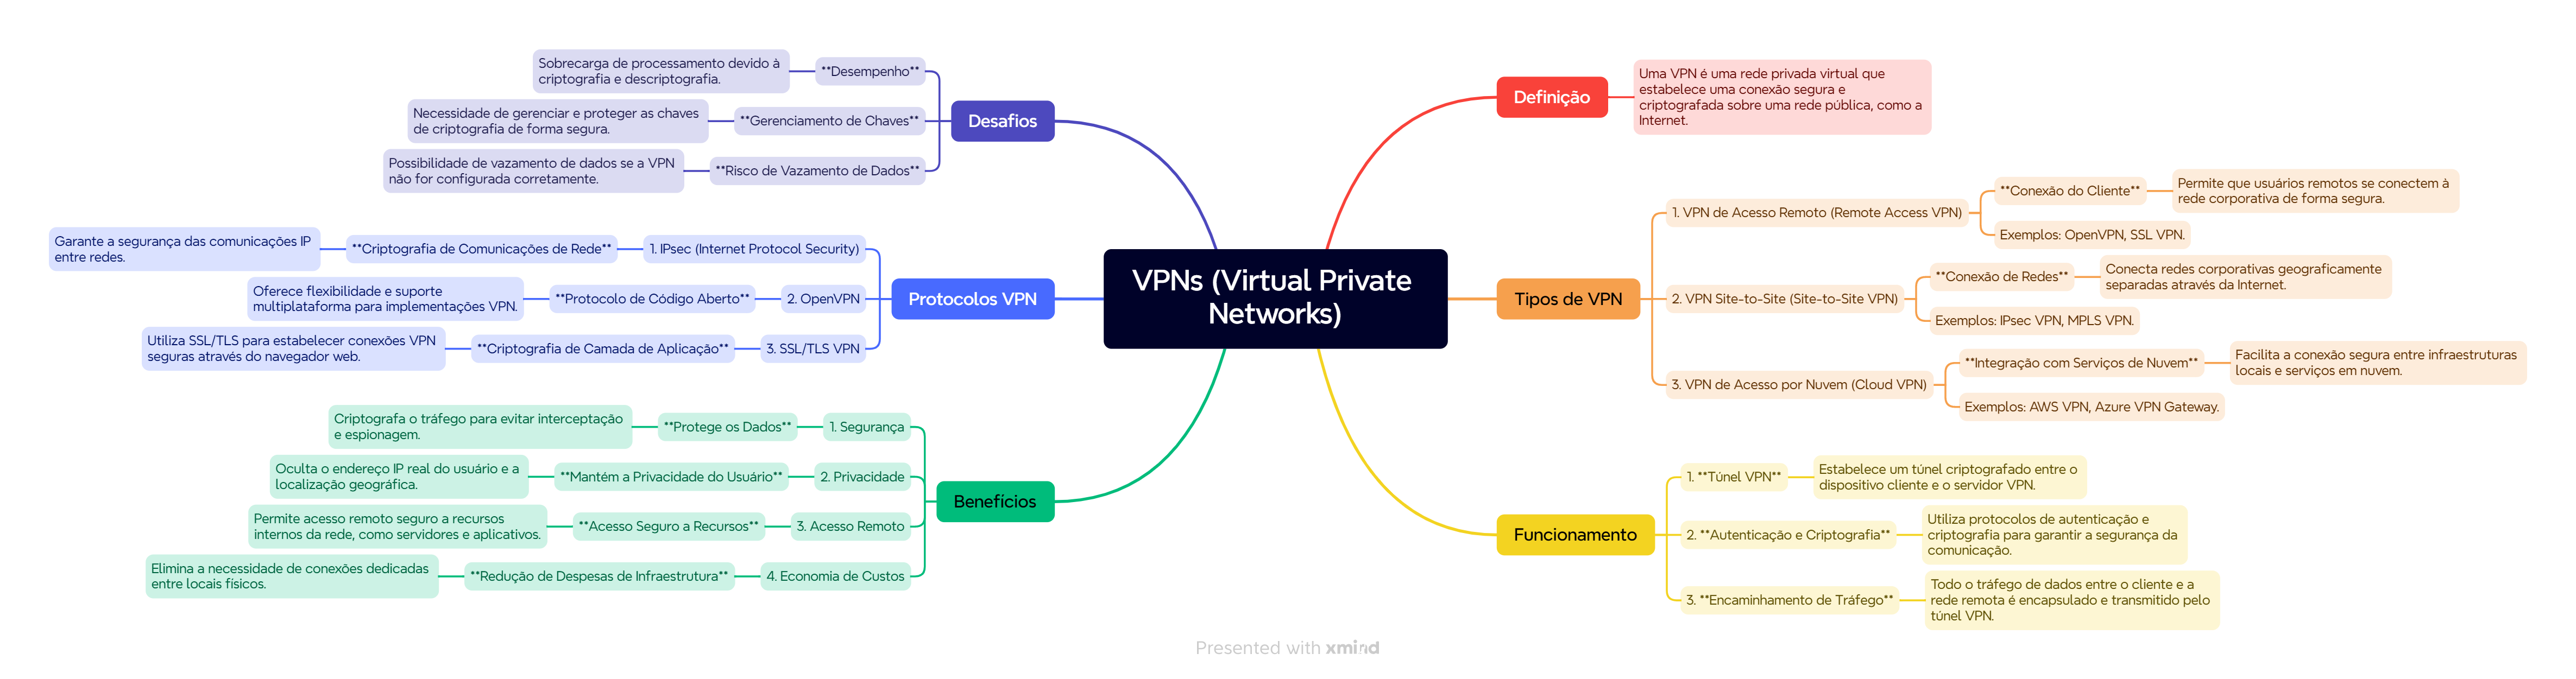 VPNs (Virtual Private
Networks)
Definição
Uma VPN é uma rede privada virtual que
estabelece uma conexão segura e
criptografada sobre uma rede pública, como a
Internet.
Tipos de VPN
1. VPN de Acesso Remoto (Remote Access VPN)
**Conexão do Cliente**
Permite que usuários remotos se conectem à
rede corporativa de forma segura.
Exemplos: OpenVPN, SSL VPN.
2. VPN Site-to-Site (Site-to-Site VPN)
**Conexão de Redes**
Conecta redes corporativas geograficamente
separadas através da Internet.
Exemplos: IPsec VPN, MPLS VPN.
3. VPN de Acesso por Nuvem (Cloud VPN)
**Integração com Serviços de Nuvem**
Facilita a conexão segura entre infraestruturas
locais e serviços em nuvem.
Exemplos: AWS VPN, Azure VPN Gateway.
Funcionamento
1. **Túnel VPN**
Estabelece um túnel criptografado entre o
dispositivo cliente e o servidor VPN.
2. **Autenticação e Criptografia**
Utiliza protocolos de autenticação e
criptografia para garantir a segurança da
comunicação.
3. **Encaminhamento de Tráfego**
Todo o tráfego de dados entre o cliente e a
rede remota é encapsulado e transmitido pelo
túnel VPN.
Desafios
**Desempenho**
Sobrecarga de processamento devido à
criptografia e descriptografia.
**Gerenciamento de Chaves**
Necessidade de gerenciar e proteger as chaves
de criptografia de forma segura.
**Risco de Vazamento de Dados**
Possibilidade de vazamento de dados se a VPN
não for configurada corretamente.
Protocolos VPN
1. IPsec (Internet Protocol Security)
**Criptografia de Comunicações de Rede**
Garante a segurança das comunicações IP
entre redes.
2. OpenVPN
**Protocolo de Código Aberto**
Oferece flexibilidade e suporte
multiplataforma para implementações VPN.
3. SSL/TLS VPN
**Criptografia de Camada de Aplicação**
Utiliza SSL/TLS para estabelecer conexões VPN
seguras através do navegador web.
Benefícios
1. Segurança
**Protege os Dados**
Criptografa o tráfego para evitar interceptação
e espionagem.
2. Privacidade
**Mantém a Privacidade do Usuário**
Oculta o endereço IP real do usuário e a
localização geográfica.
3. Acesso Remoto
**Acesso Seguro a Recursos**
Permite acesso remoto seguro a recursos
internos da rede, como servidores e aplicativos.
4. Economia de Custos
**Redução de Despesas de Infraestrutura**
Elimina a necessidade de conexões dedicadas
entre locais físicos.
Presented with xmind